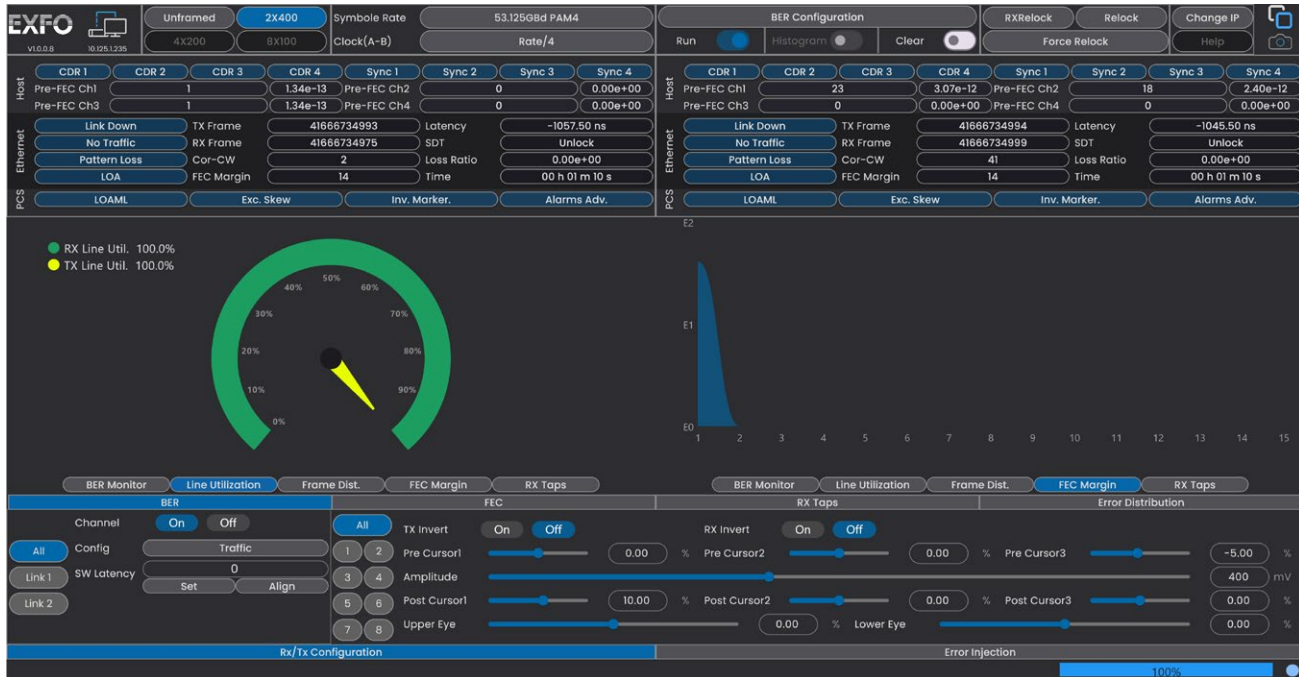 EXFO Unframed 2X400 Symbole Rate 53.125GBd PAM4 BER Configuration RXRelock Relock Change IP
V1.0.0.8 10.125.1.235 4X200 8X100 Clock(A-B) Rate/4 Run Histogram Clear Force Relock Help
Host CDR 1 CDR 2 CDR 3 CDR 4 Sync 1 Sync 2 Sync 3 Sync 4
Pre-FEC Ch1 1 1.34e-13 Pre-FEC Ch2 0 0.00e+00
Pre-FEC Ch3 1 1.34e-13 Pre-FEC Ch4 0 0.00e+00
Ethernet Link Down TX Frame 41666734993 Latency -1057.50 ns
No Traffic RX Frame 41666734975 SDT Unlock
Pattern Loss Cor-CW 2 Loss Ratio 0.00e+00
LOA FEC Margin 14 Time 00 h 01 m 10 s
PCS LOAML Exc. Skew Inv. Marker. Alarms Adv.
Host CDR 1 CDR 2 CDR 3 CDR 4 Sync 1 Sync 2 Sync 3 Sync 4
Pre-FEC Ch1 23 3.07e-12 Pre-FEC Ch2 18 2.40e-12
Pre-FEC Ch3 0 0.00e+00 Pre-FEC Ch4 0 0.00e+00
Ethernet Link Down TX Frame 41666734994 Latency -1045.50 ns
No Traffic RX Frame 41666734999 SDT Unlock
Pattern Loss Cor-CW 41 Loss Ratio 0.00e+00
LOA FEC Margin 14 Time 00 h 01 m 10 s
PCS LOAML Exc. Skew Inv. Marker. Alarms Adv.
RX Line Util. 100.0%
TX Line Util. 100.0%
0% 10% 20% 30% 40% 50% 60% 70% 80% 90%
BER Monitor Line Utilization Frame Dist. FEC Margin RX Taps
E2
E1
E0
1 2 3 4 5 6 7 8 9 10 11 12 13 14 15
BER Monitor Line Utilization Frame Dist. FEC Margin RX Taps
BER FEC RX Taps Error Distribution
Channel On Off
All Config Traffic
Link 1 SW Latency 0
Set Align
Link 2
All TX Invert On Off RX Invert On Off
1 2 Pre Cursor1 0.00 % Pre Cursor2 0.00 % Pre Cursor3 -5.00 %
3 4 Amplitude 400 mV
5 6 Post Cursor1 10.00 % Post Cursor2 0.00 % Post Cursor3 0.00 %
7 8 Upper Eye 0.00 % Lower Eye 0.00 %
Rx/Tx Configuration Error Injection
100%